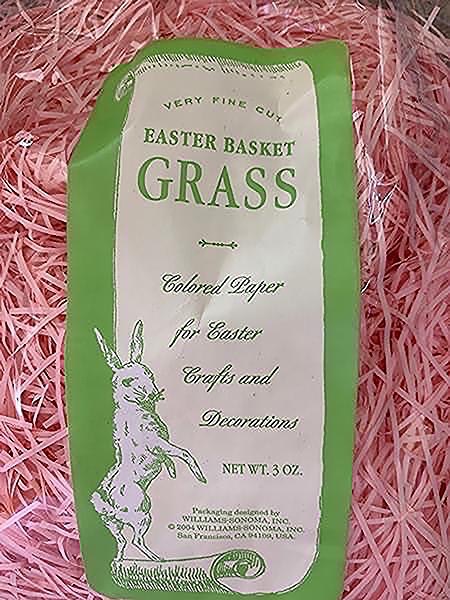 VERY FINE CUT
EASTER BASKET
GRASS
Colored Paper
for Easter
Crafts and
Decorations
NET WT. 3 OZ.
Packaging designed by
WILLIAMS-SONOMA, INC.
© 2004 WILLIAMS-SONOMA, INC.
San Francisco, CA 94109, USA.